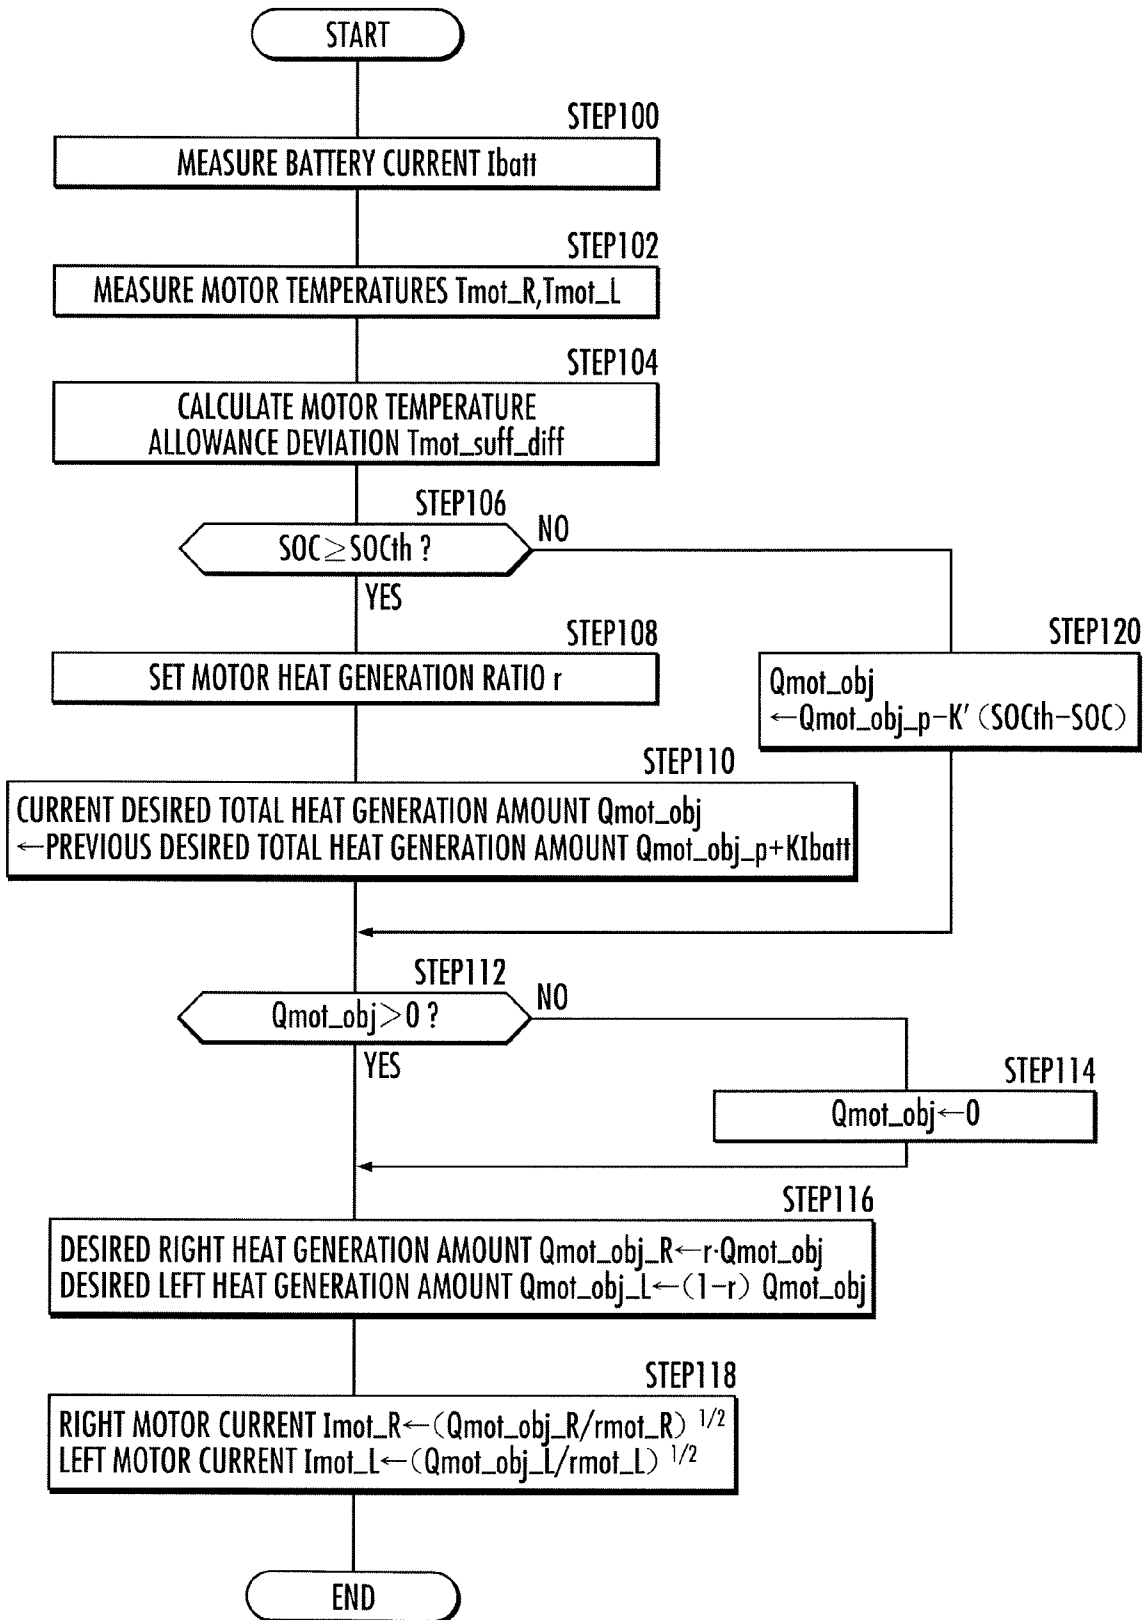 START
STEP100
MEASURE BATTERY CURRENT Ibatt
STEP102
MEASURE MOTOR TEMPERATURES Tmot_R,Tmot_L
STEP104
CALCULATE MOTOR TEMPERATURE
ALLOWANCE DEVIATION Tmot_suff_diff
STEP106
SOC≥SOCth ?
NO
YES
STEP108
SET MOTOR HEAT GENERATION RATIO r
STEP120
Qmot_obj
←Qmot_obj_p-K′(SOCth-SOC)
STEP110
CURRENT DESIRED TOTAL HEAT GENERATION AMOUNT Qmot_obj
←PREVIOUS DESIRED TOTAL HEAT GENERATION AMOUNT Qmot_obj_p+KIbatt
STEP112
Qmot_obj>0 ?
NO
YES
STEP114
Qmot_obj←0
STEP116
DESIRED RIGHT HEAT GENERATION AMOUNT Qmot_obj_R←r·Qmot_obj
DESIRED LEFT HEAT GENERATION AMOUNT Qmot_obj_L←(1-r) Qmot_obj
STEP118
RIGHT MOTOR CURRENT Imot_R←(Qmot_obj_R/rmot_R) 1/2
LEFT MOTOR CURRENT Imot_L←(Qmot_obj_L/rmot_L) 1/2
END